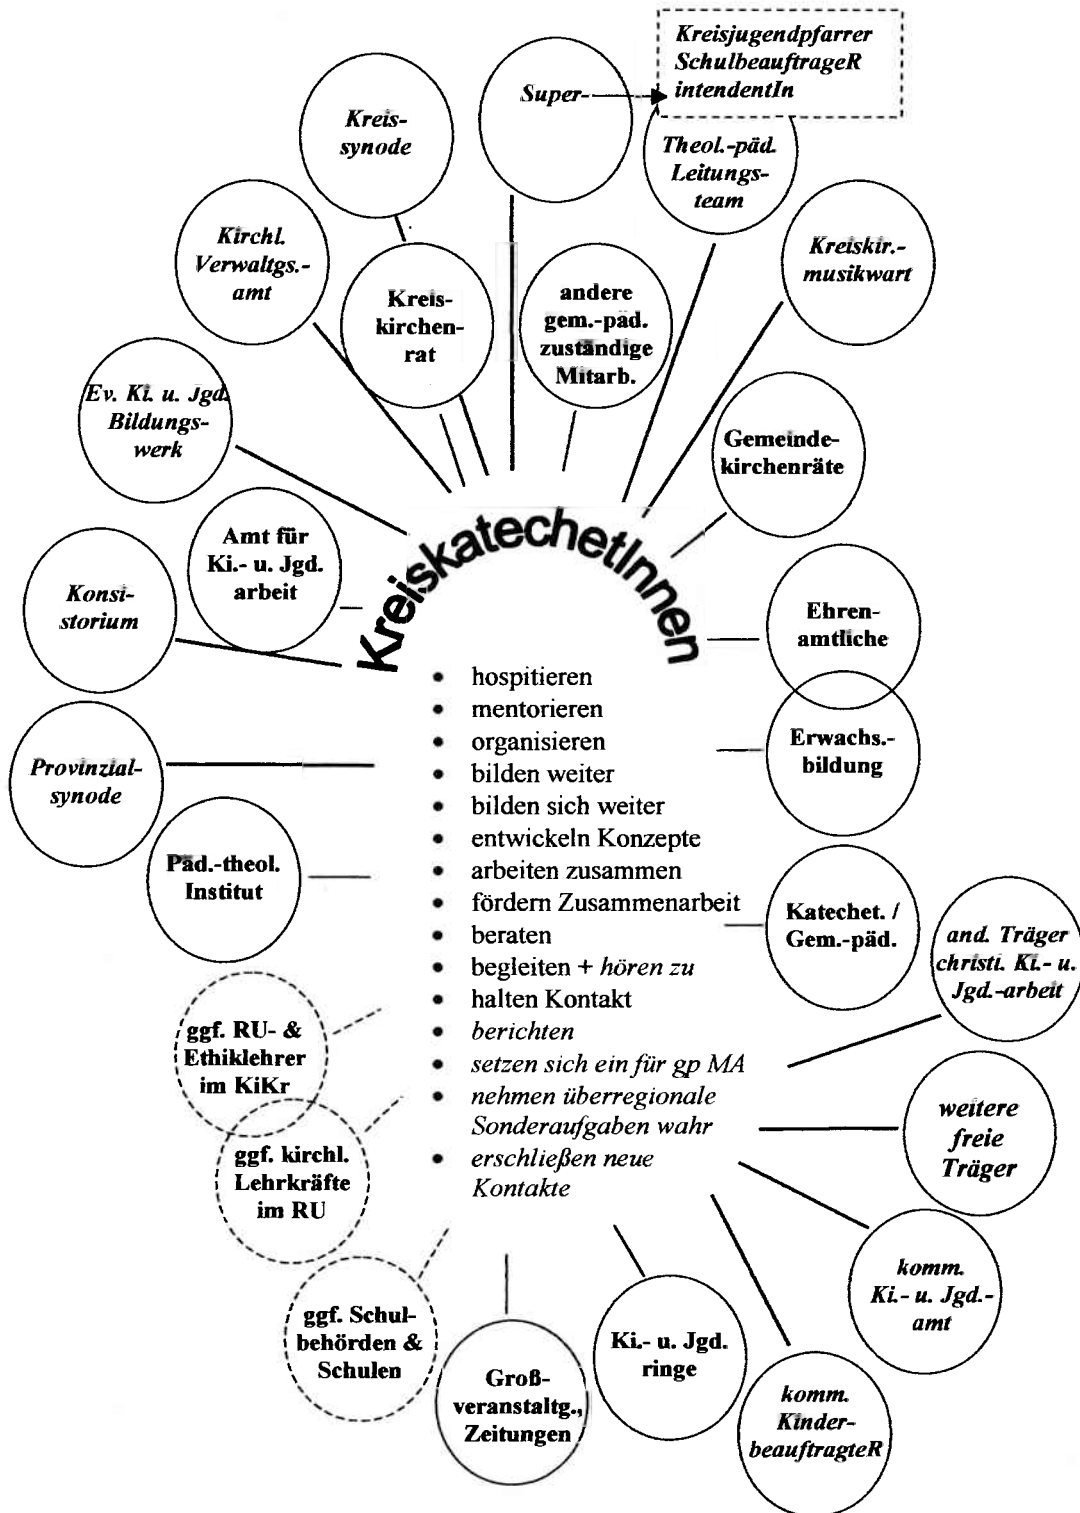 Kreisjugendpfarrer
SchulbeauftrageR
intendentIn
Super-
Kreis-
synode
Theol.-päd.
Leitungs-
team
Kirchl.
Verwaltgs.-
amt
Kreiskir.-
musikwart
Kreis-
kirchen-
rat
andere
gem.-päd.
zuständige
Mitarb.
Ev. Ki. u. Jgd.
Bildungs-
werk
Gemeinde-
kirchenräte
Amt für
Ki.- u. Jgd.
arbeit
KreiskatechetInnen
Konsi-
storium
Ehren-
amtliche
Erwachs.-
bildung
Provinzial-
synode
Päd.-theol.
Institut
• hospitieren
• mentorieren
• organisieren
• bilden weiter
• bilden sich weiter
• entwickeln Konzepte
• arbeiten zusammen
• fördern Zusammenarbeit
• beraten
• begleiten + hören zu
• halten Kontakt
• berichten
• setzen sich ein für gp MA
• nehmen überregionale
Sonderaufgaben wahr
• erschließen neue
Kontakte
Katechet. /
Gem.-päd.
and. Träger
christi. Ki.- u.
Jgd.-arbeit
ggf. RU- &
Ethiklehrer
im KiKr
weitere
freie
Träger
ggf. kirchl.
Lehrkräfte
im RU
komm.
Ki.- u. Jgd.-
amt
ggf. Schul-
behörden &
Schulen
Groß-
veranstaltg.,
Zeitungen
Ki.- u. Jgd.
ringe
komm.
Kinder-
beauftragteR